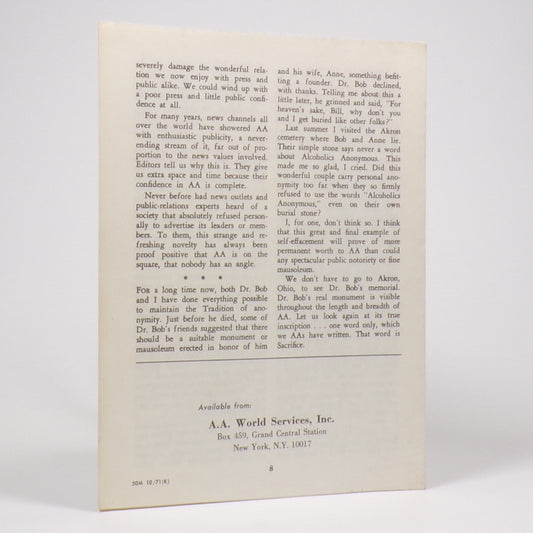 severely damage the wonderful rela-
tion we now enjoy with press and
public alike. We could wind up with
a poor press and little public confi-
dence at all.
For many years, news channels all
over the world have showered AA
with enthusiastic publicity, a never-
ending stream of it, far out of pro-
portion to the news values involved.
Editors tell us why this is. They give
us extra space and time because their
confidence in AA is complete.
Never before had news outlets and
public-relations experts heard of a
society that absolutely refused person-
ally to advertise its leaders or mem-
bers. To them, this strange and re-
freshing novelty has always been
proof positive that AA is on the
square, that nobody has an angle.
* * *
FOR a long time now, both Dr. Bob
and I have done everything possible
to maintain the Tradition of ano-
nymity. Just before he died, some of
Dr. Bob's friends suggested that there
should be a suitable monument or
mausoleum erected in honor of him
and his wife, Anne, something befit-
ting a founder. Dr. Bob declined,
with thanks. Telling me about this a
little later, he grinned and said, "For
heaven's sake, Bill, why don't you
and I get buried like other folks?"
Last summer I visited the Akron
cemetery where Bob and Anne lie.
Their simple stone says never a word
about Alcoholics Anonymous. This
made me so glad, I cried. Did this
wonderful couple carry personal ano-
nymity too far when they so firmly
refused to use the words "Alcoholics
Anonymous," even on their own
burial stone?
I, for one, don't think so. I think
that this great and final example of
self-effacement will prove of more
permanent worth to AA than could
any spectacular public notoriety or fine
mausoleum.
We don't have to go to Akron,
Ohio, to see Dr. Bob's memorial.
Dr. Bob's real monument is visible
throughout the length and breadth of
AA. Let us look again at its true
inscription . . . one word only, which
we AAs have written. That word is
Sacrifice.
Available from:
A.A. World Services, Inc.
Box 459, Grand Central Station
New York, N.Y. 10017
8
50M 10/71(R)